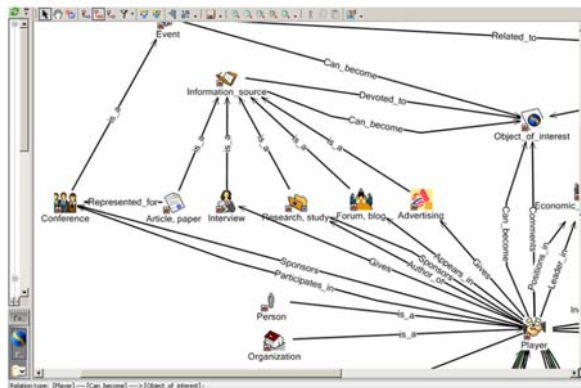 Event
Related_to
Can_become
Information_source
Devoted_to
Can_become
Object_of_interest
is_a
is_a
is_a
is_a
is_a
is_a
Represented_for
Economic_
Conference
Article, paper
Interview
Research, study
Forum, blog
Advertising
Can_become
Comments
Positions_in
Leader_in
Sponsors
Participates_in
Gives
Author_of
Sponsors
Appears_in
Gives
Person
is_a
In
Organization
is_a
Player
Relation type: [Player]---[Can become]--->[Object of interest]-